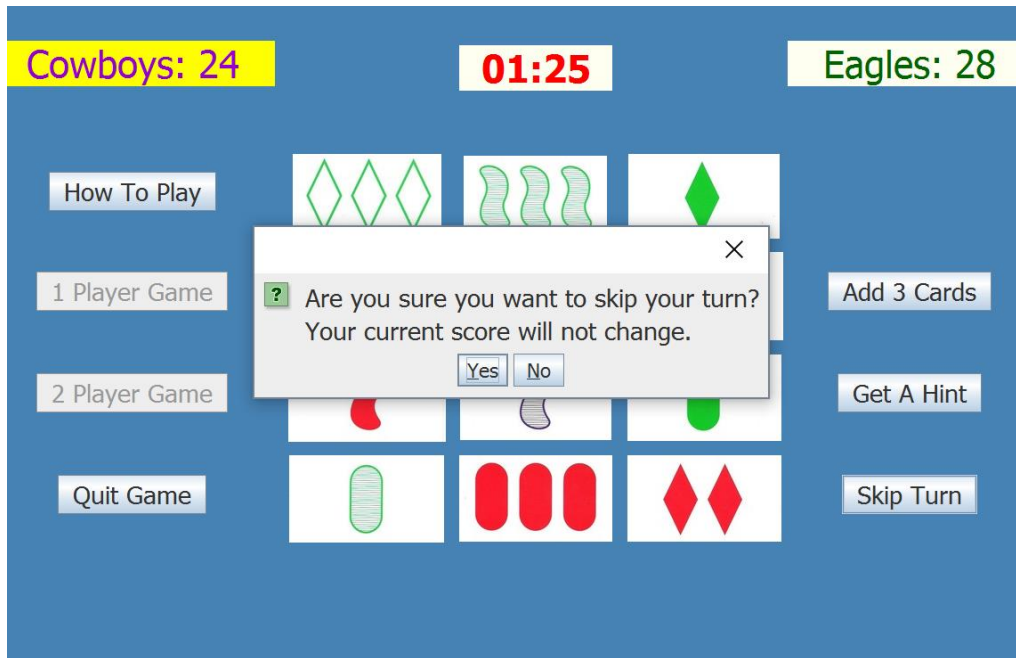 Cowboys: 24
01:25
Eagles: 28
How To Play
1 Player Game
Are you sure you want to skip your turn?
Your current score will not change.
Add 3 Cards
Yes
No
2 Player Game
Get A Hint
Quit Game
Skip Turn